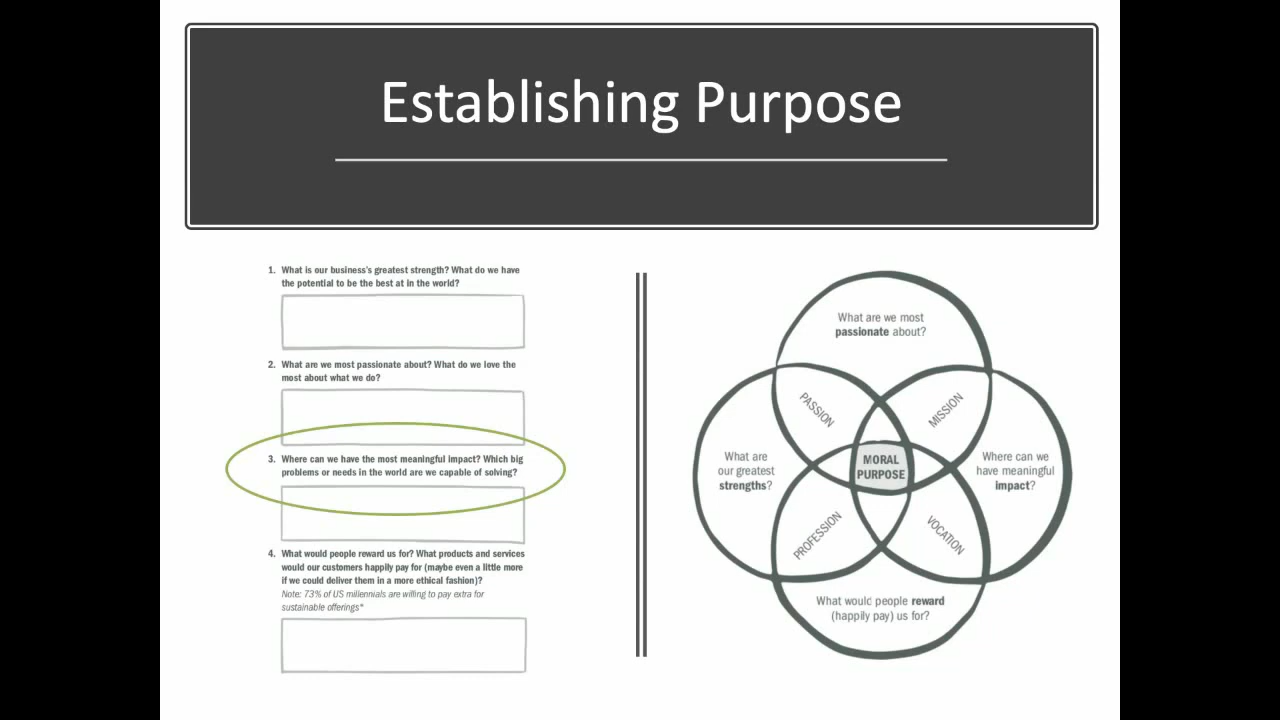 Establishing Purpose
1. What is our business's greatest strength? What do we have
the potential to be the best at in the world?
2. What are we most passionate about? What do we love the
most about what we do?
3. Where can we have the most meaningful impact? Which big
problems or needs in the world are we capable of solving?
4. What would people reward us for? What products and services
would our customers happily pay for (maybe even a little more
if we could deliver them in a more ethical fashion)?
Note: 73% of US millennials are willing to pay extra for
sustainable offerings*
What are we most
passionate about?
PASSION
MISSION
What are
our greatest
strengths?
MORAL
PURPOSE
Where can we
have meaningful
impact?
PROFESSION
VOCATION
What would people reward
(happily pay) us for?